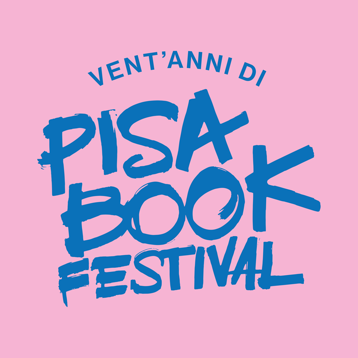 VENT'ANNI DI
PISA
BOOK
FESTIVAL